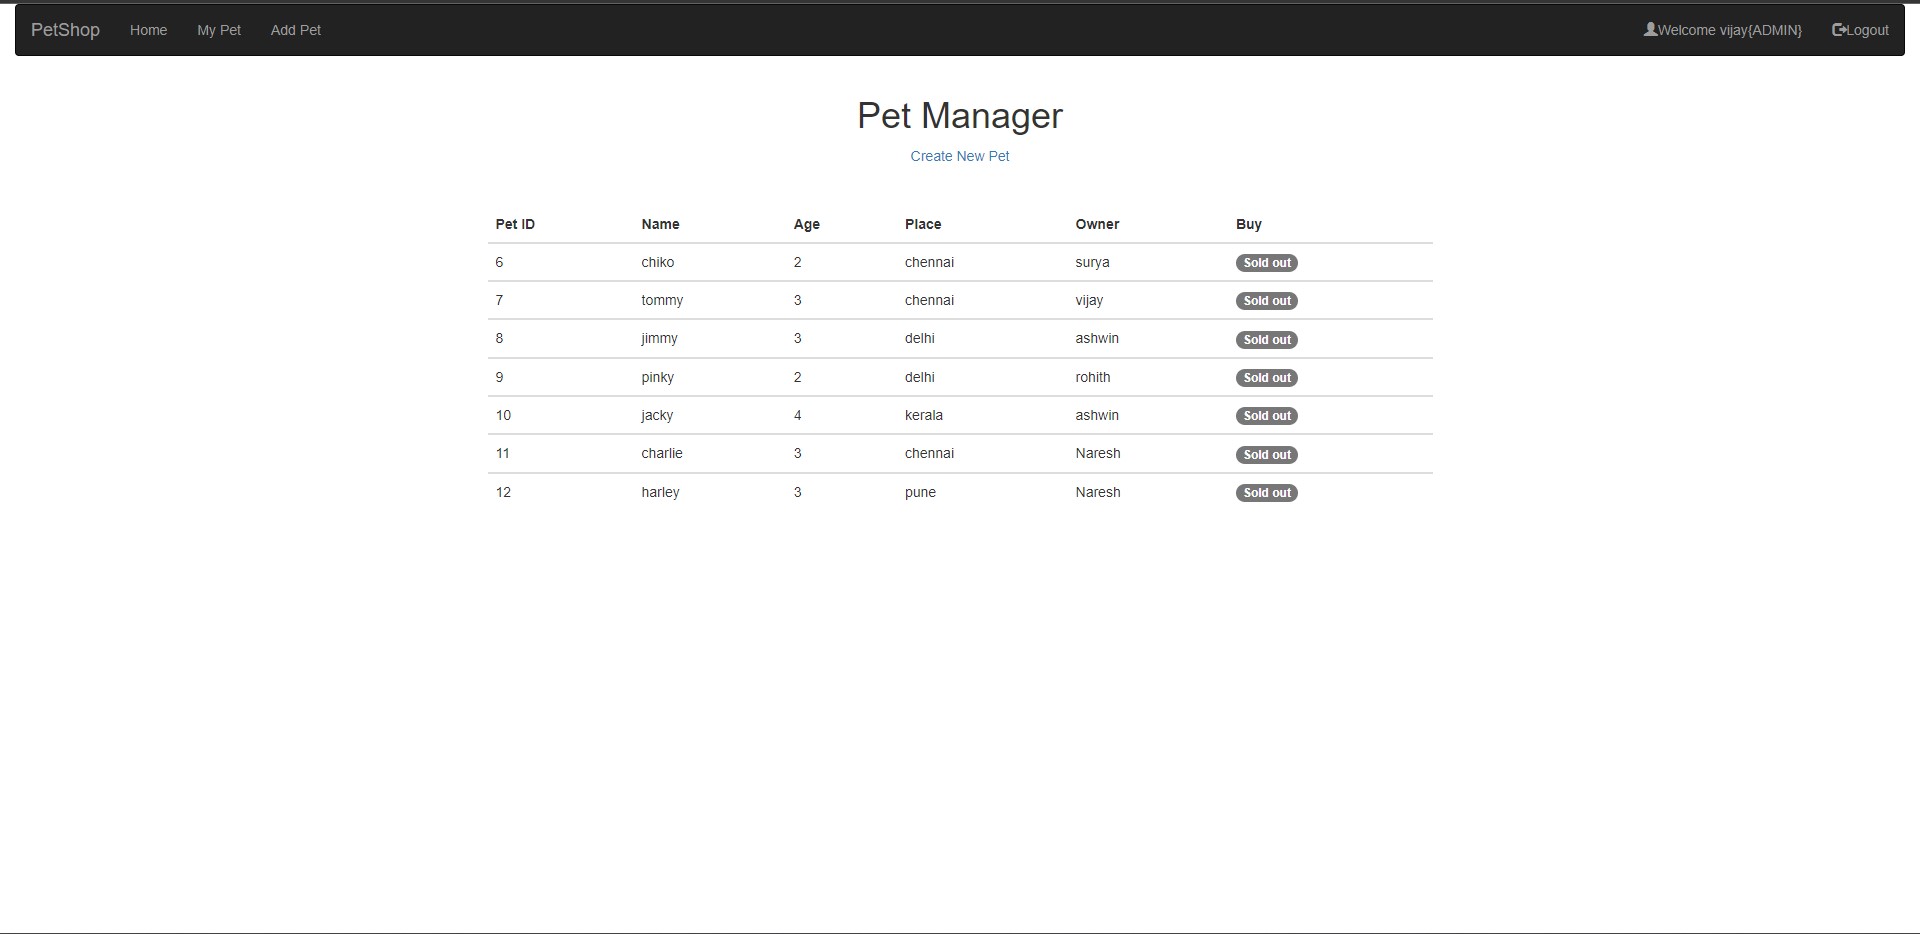 PetShop Home My Pet Add Pet Welcome vijay{ADMIN} Logout
Pet Manager
Create New Pet
Pet ID Name Age Place Owner Buy
6 chiko 2 chennai surya Sold out
7 tommy 3 chennai vijay Sold out
8 jimmy 3 delhi ashwin Sold out
9 pinky 2 delhi rohith Sold out
10 jacky 4 kerala ashwin Sold out
11 charlie 3 chennai Naresh Sold out
12 harley 3 pune Naresh Sold out